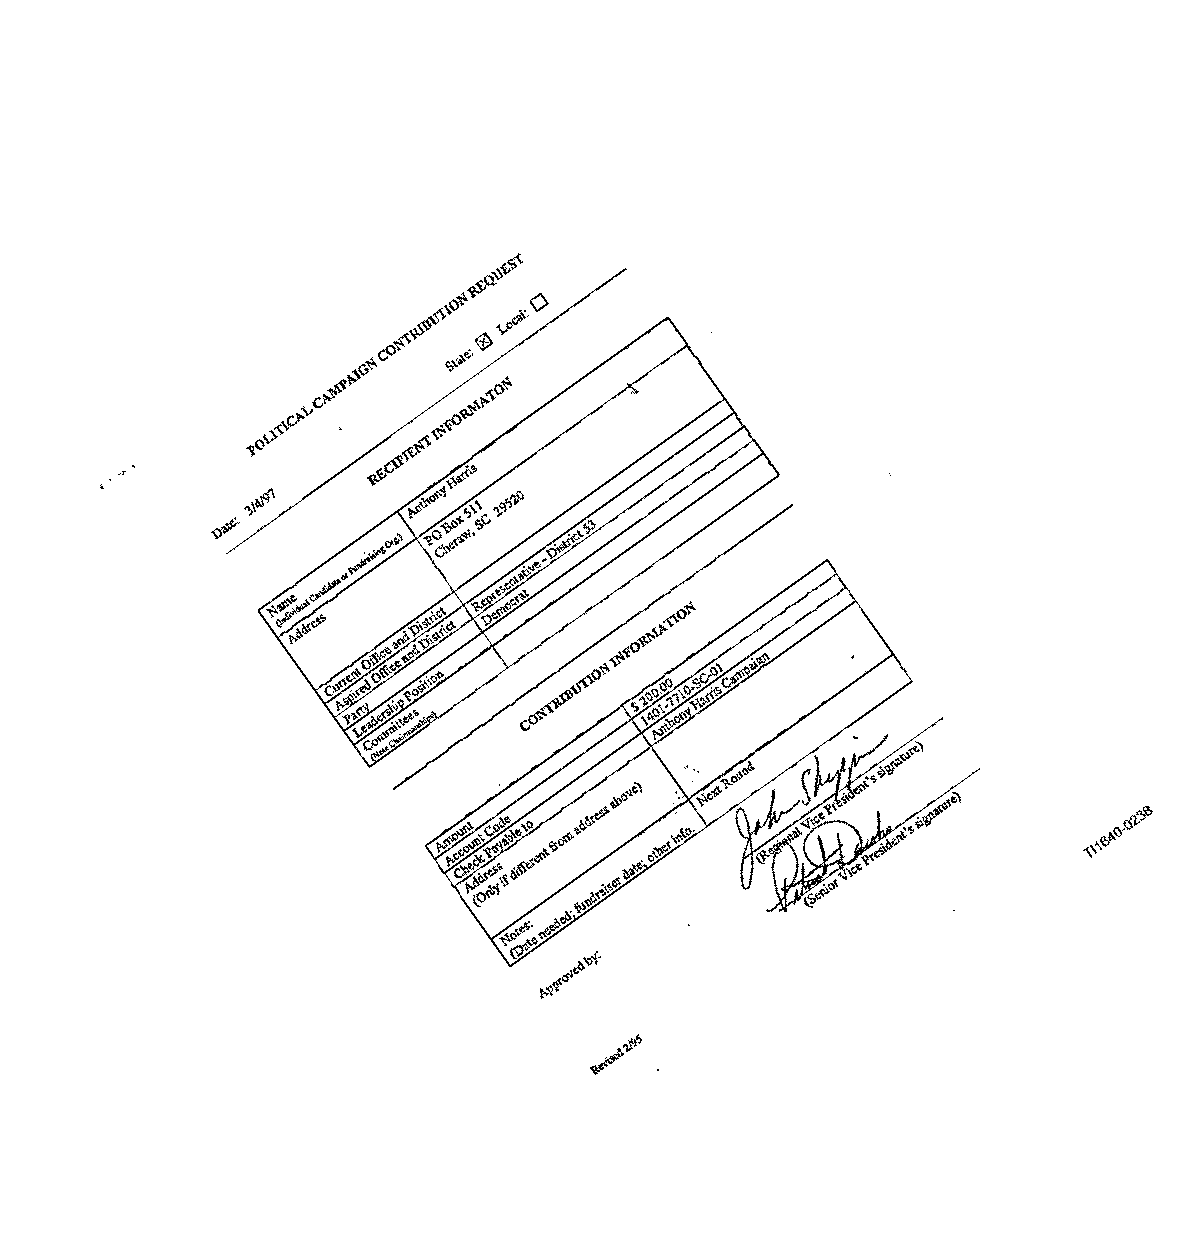 POLITICAL CAMPAIGN CONTRIBUTION REQUEST
State: ☒ Local: ☐
Date: 3/4/97
RECIPIENT INFORMATON
Name Anthony Harris
(Individual Candidate or Fundraising Org.)
Address PO Box 511
Cheraw, SC 29520
Current Office and District Representative - District 53
Aspired Office and District
Party Democrat
Leadership Position
Committees
(Note Chairmanships)
CONTRIBUTION INFORMATION
Amount $ 200.00
Account Code 1401-7710-SC-01
Check Payable to Anthony Harris Campaign
Address
(Only if different from address above)
Notes: Next Round
(Date needed; fundraiser date; other info.
Approved by:
John
(Regional Vice President's signature)
(Senior Vice President's signature)
Revised 2/95
TI1640-0238